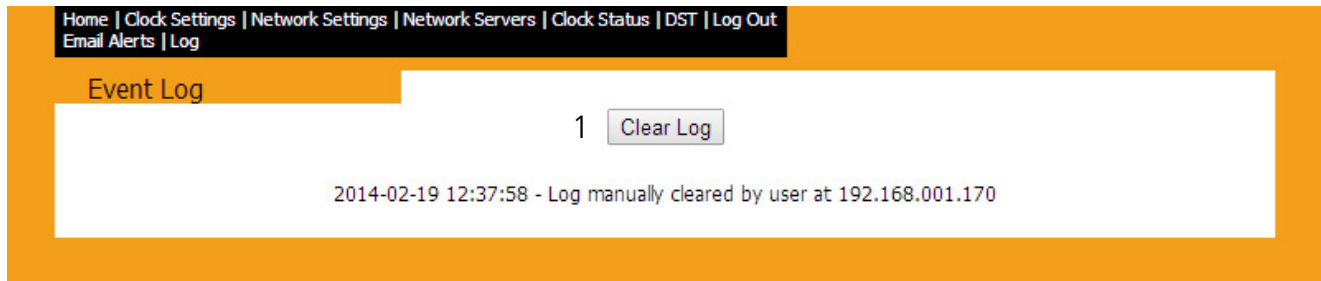 Home | Clock Settings | Network Settings | Network Servers | Clock Status | DST | Log Out
Email Alerts | Log
Event Log
1 Clear Log
2014-02-19 12:37:58 - Log manually cleared by user at 192.168.001.170